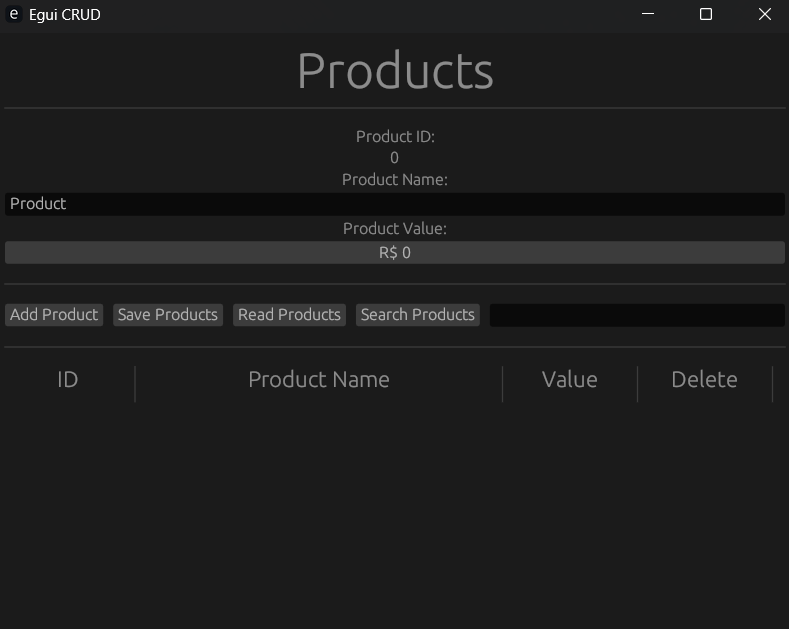 e Egui CRUD
Products
Product ID:
0
Product Name:
Product
Product Value:
R$ 0
Add Product Save Products Read Products Search Products
ID Product Name Value Delete